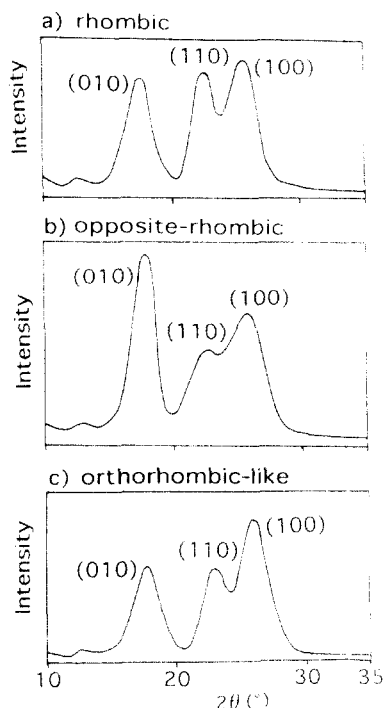 a) rhombic
(010)
(110)
(100)
Intensity
b) opposite-rhombic
(010)
(110)
(100)
Intensity
c) orthorhombic-like
(010)
(110)
(100)
Intensity
10 20 30 35
2θ (°)